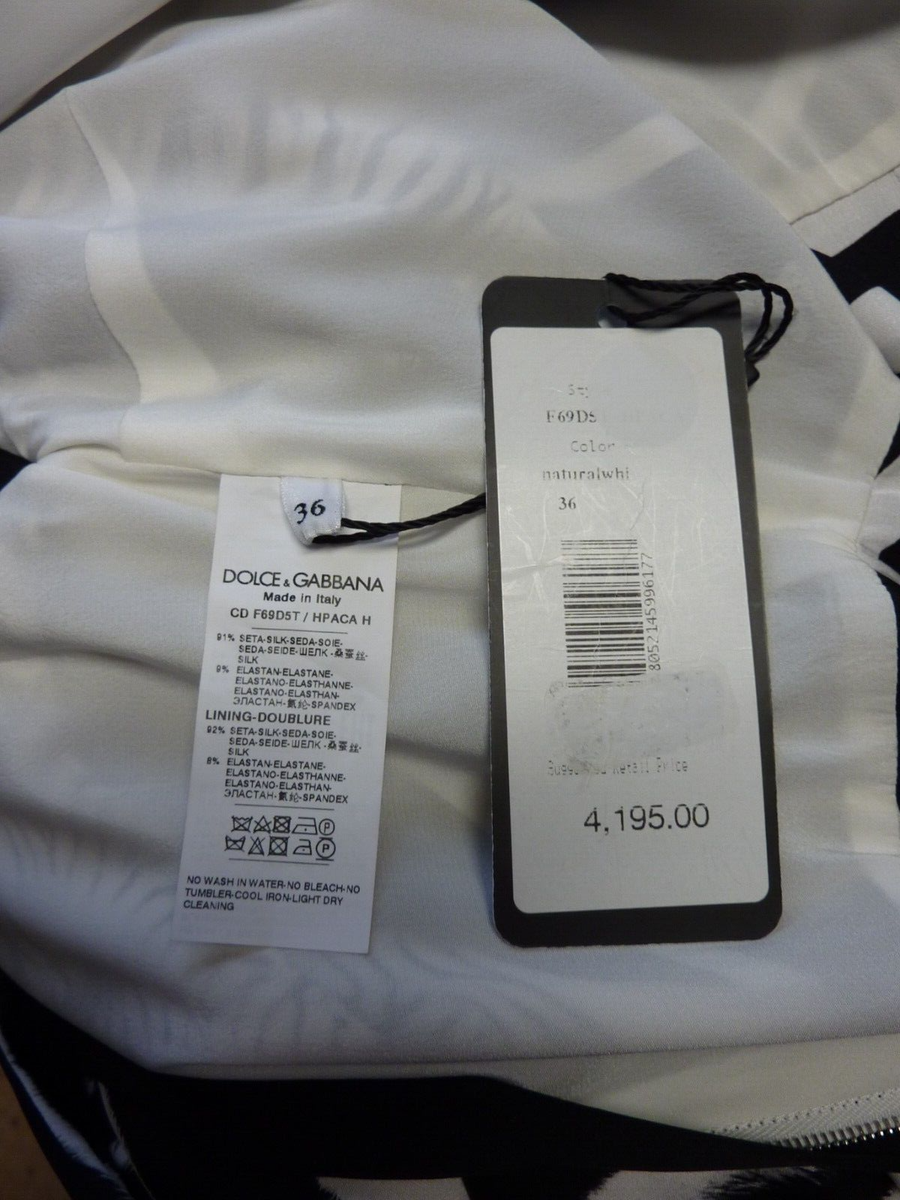 36
DOLCE & GABBANA
Made in Italy
CD F69D5T / HPACA H
91% SETA-SILK-SEDA-SOIE-
SEDA-SEIDE-ШЕЛК-桑蚕丝-
SILK
9% ELASTAN-ELASTANE-
ELASTANO-ELASTHANNE-
ELASTANO-ELASTHAN-
ЭЛАСТАН-氨纶-SPANDEX
LINING-DOUBLURE
92% SETA-SILK-SEDA-SOIE-
SEDA-SEIDE-ШЕЛК-桑蚕丝-
SILK
8% ELASTAN-ELASTANE-
ELASTANO-ELASTHANNE-
ELASTANO-ELASTHAN-
ЭЛАСТАН-氨纶-SPANDEX
NO WASH IN WATER-NO BLEACH-NO
TUMBLER-COOL IRON-LIGHT DRY
CLEANING
F69D5
Color
naturalwhi
36
8052145996177
Retail Price
4,195.00